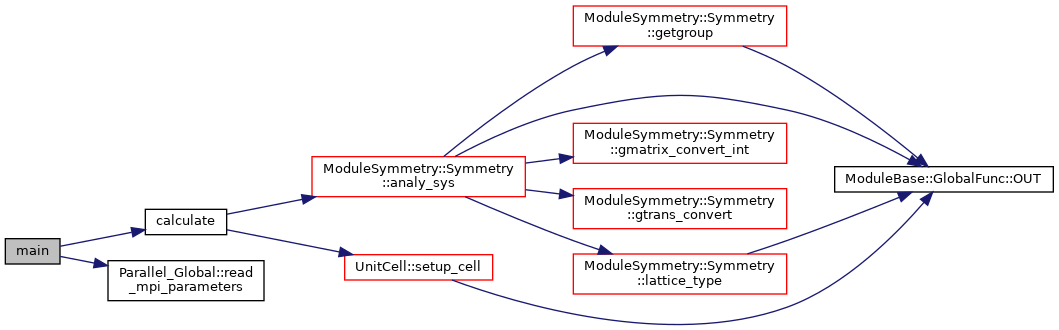 main
calculate
Parallel_Global::read
_mpi_parameters
ModuleSymmetry::Symmetry
::analy_sys
UnitCell::setup_cell
ModuleSymmetry::Symmetry
::getgroup
ModuleSymmetry::Symmetry
::gmatrix_convert_int
ModuleSymmetry::Symmetry
::gtrans_convert
ModuleSymmetry::Symmetry
::lattice_type
ModuleBase::GlobalFunc::OUT